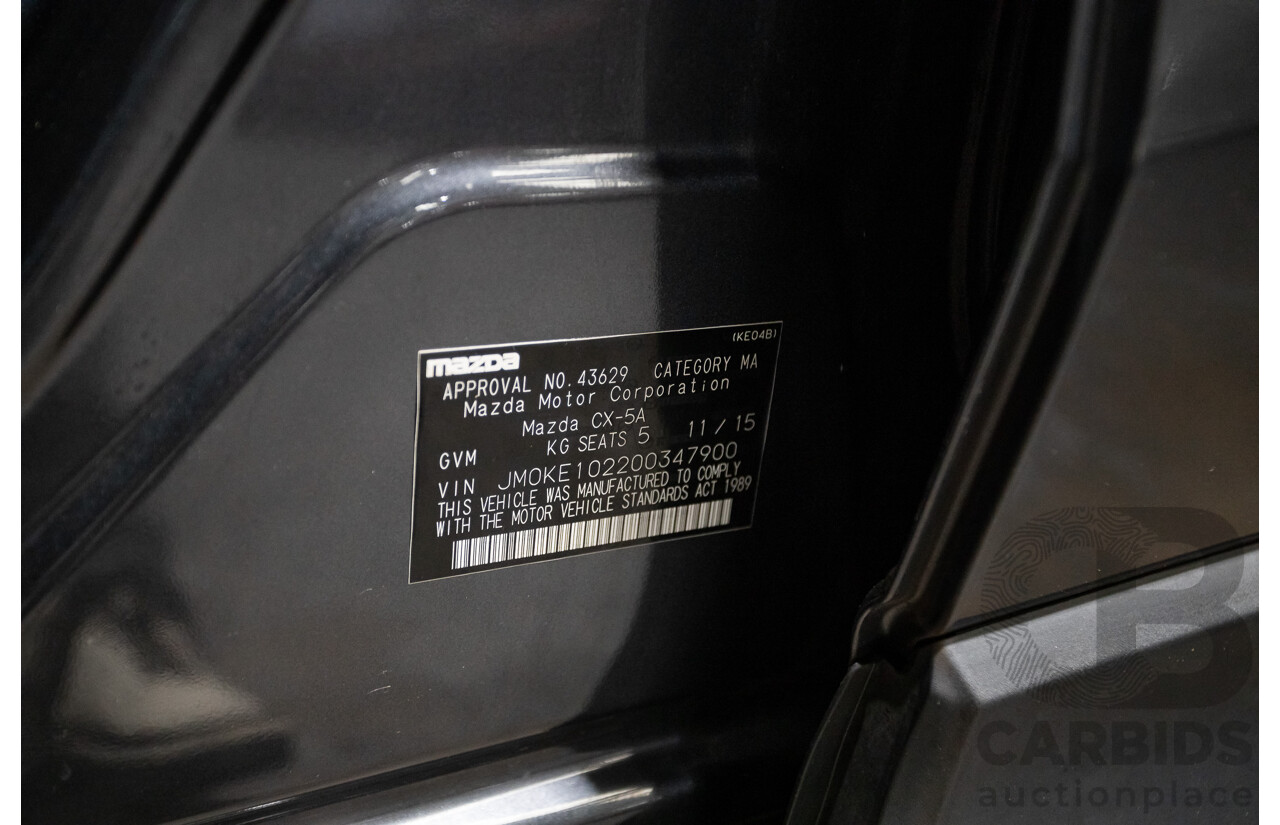 mazda
(KE04B)
APPROVAL NO. 43629 CATEGORY MA
Mazda Motor Corporation
Mazda CX-5A
GVM KG SEATS 5 11/15
VIN JM0KE102200347900
THIS VEHICLE WAS MANUFACTURED TO COMPLY
WITH THE MOTOR VEHICLE STANDARDS ACT 1989
CB
CARBIDS
auctionplace